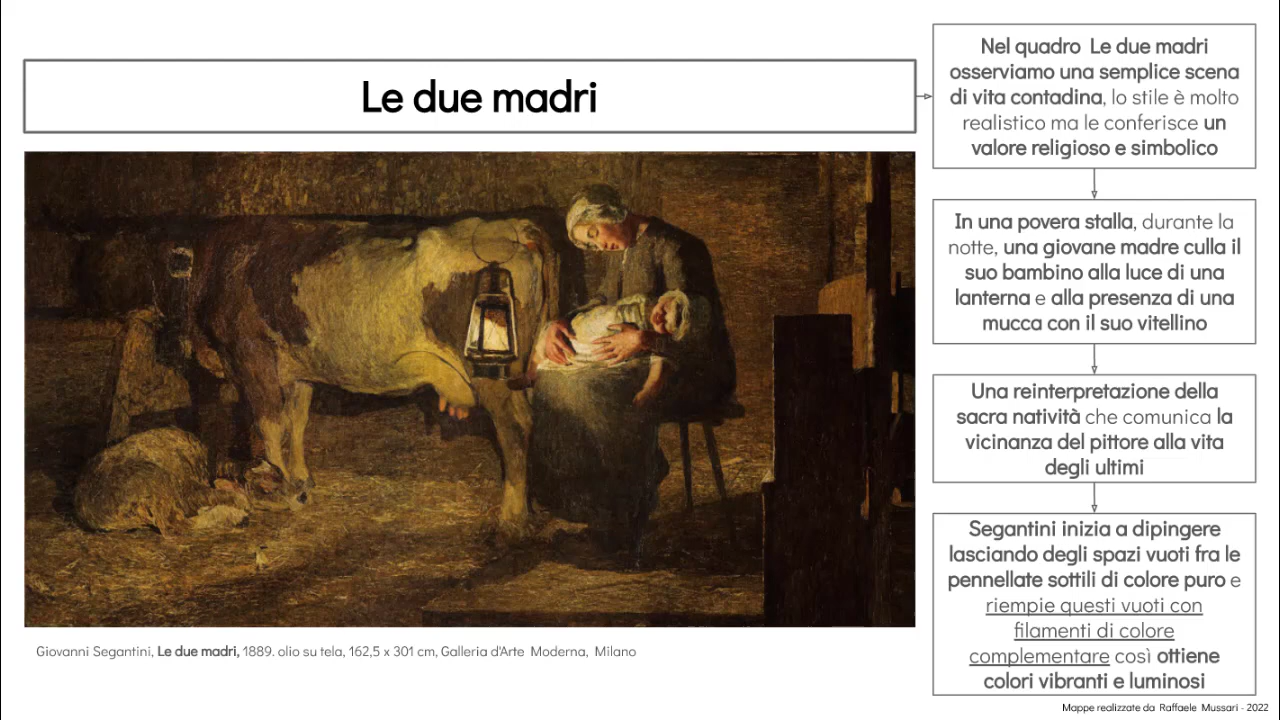 Le due madri
Nel quadro Le due madri
osserviamo una semplice scena
di vita contadina, lo stile è molto
realistico ma le conferisce un
valore religioso e simbolico
In una povera stalla, durante la
notte, una giovane madre culla il
suo bambino alla luce di una
lanterna e alla presenza di una
mucca con il suo vitellino
Una reinterpretazione della
sacra natività che comunica la
vicinanza del pittore alla vita
degli ultimi
Segantini inizia a dipingere
lasciando degli spazi vuoti fra le
pennellate sottili di colore puro e
riempie questi vuoti con
filamenti di colore
complementare così ottiene
colori vibranti e luminosi
Giovanni Segantini, Le due madri, 1889. olio su tela, 162,5 x 301 cm, Galleria d'Arte Moderna, Milano
Mappe realizzate da Raffaele Mussari - 2022